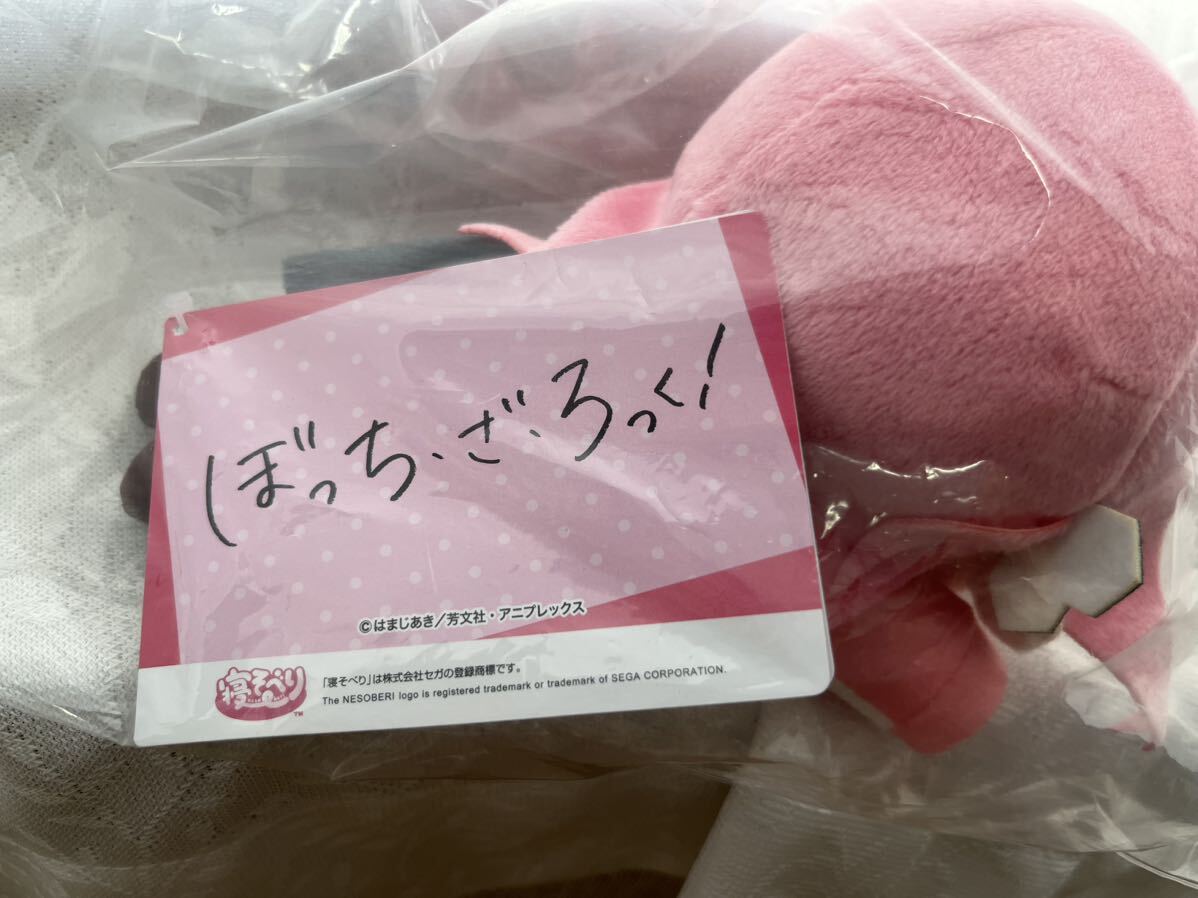 ぼっち・ざ・ろっく!
©はまじあき/芳文社・アニプレックス
寝そべり
TM
「寝そべり」は株式会社セガの登録商標です。
The NESOBERI logo is registered trademark or trademark of SEGA CORPORATION.